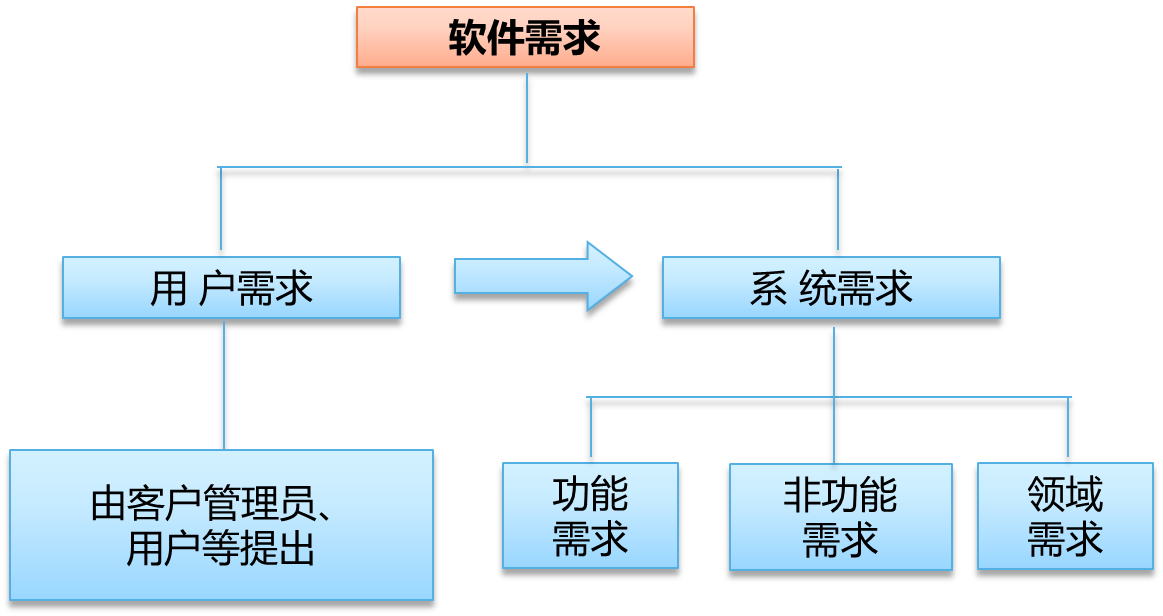 软件需求
用 户需求
系 统需求
由客户管理员、
用户等提出
功能
需求
非功能
需求
领域
需求